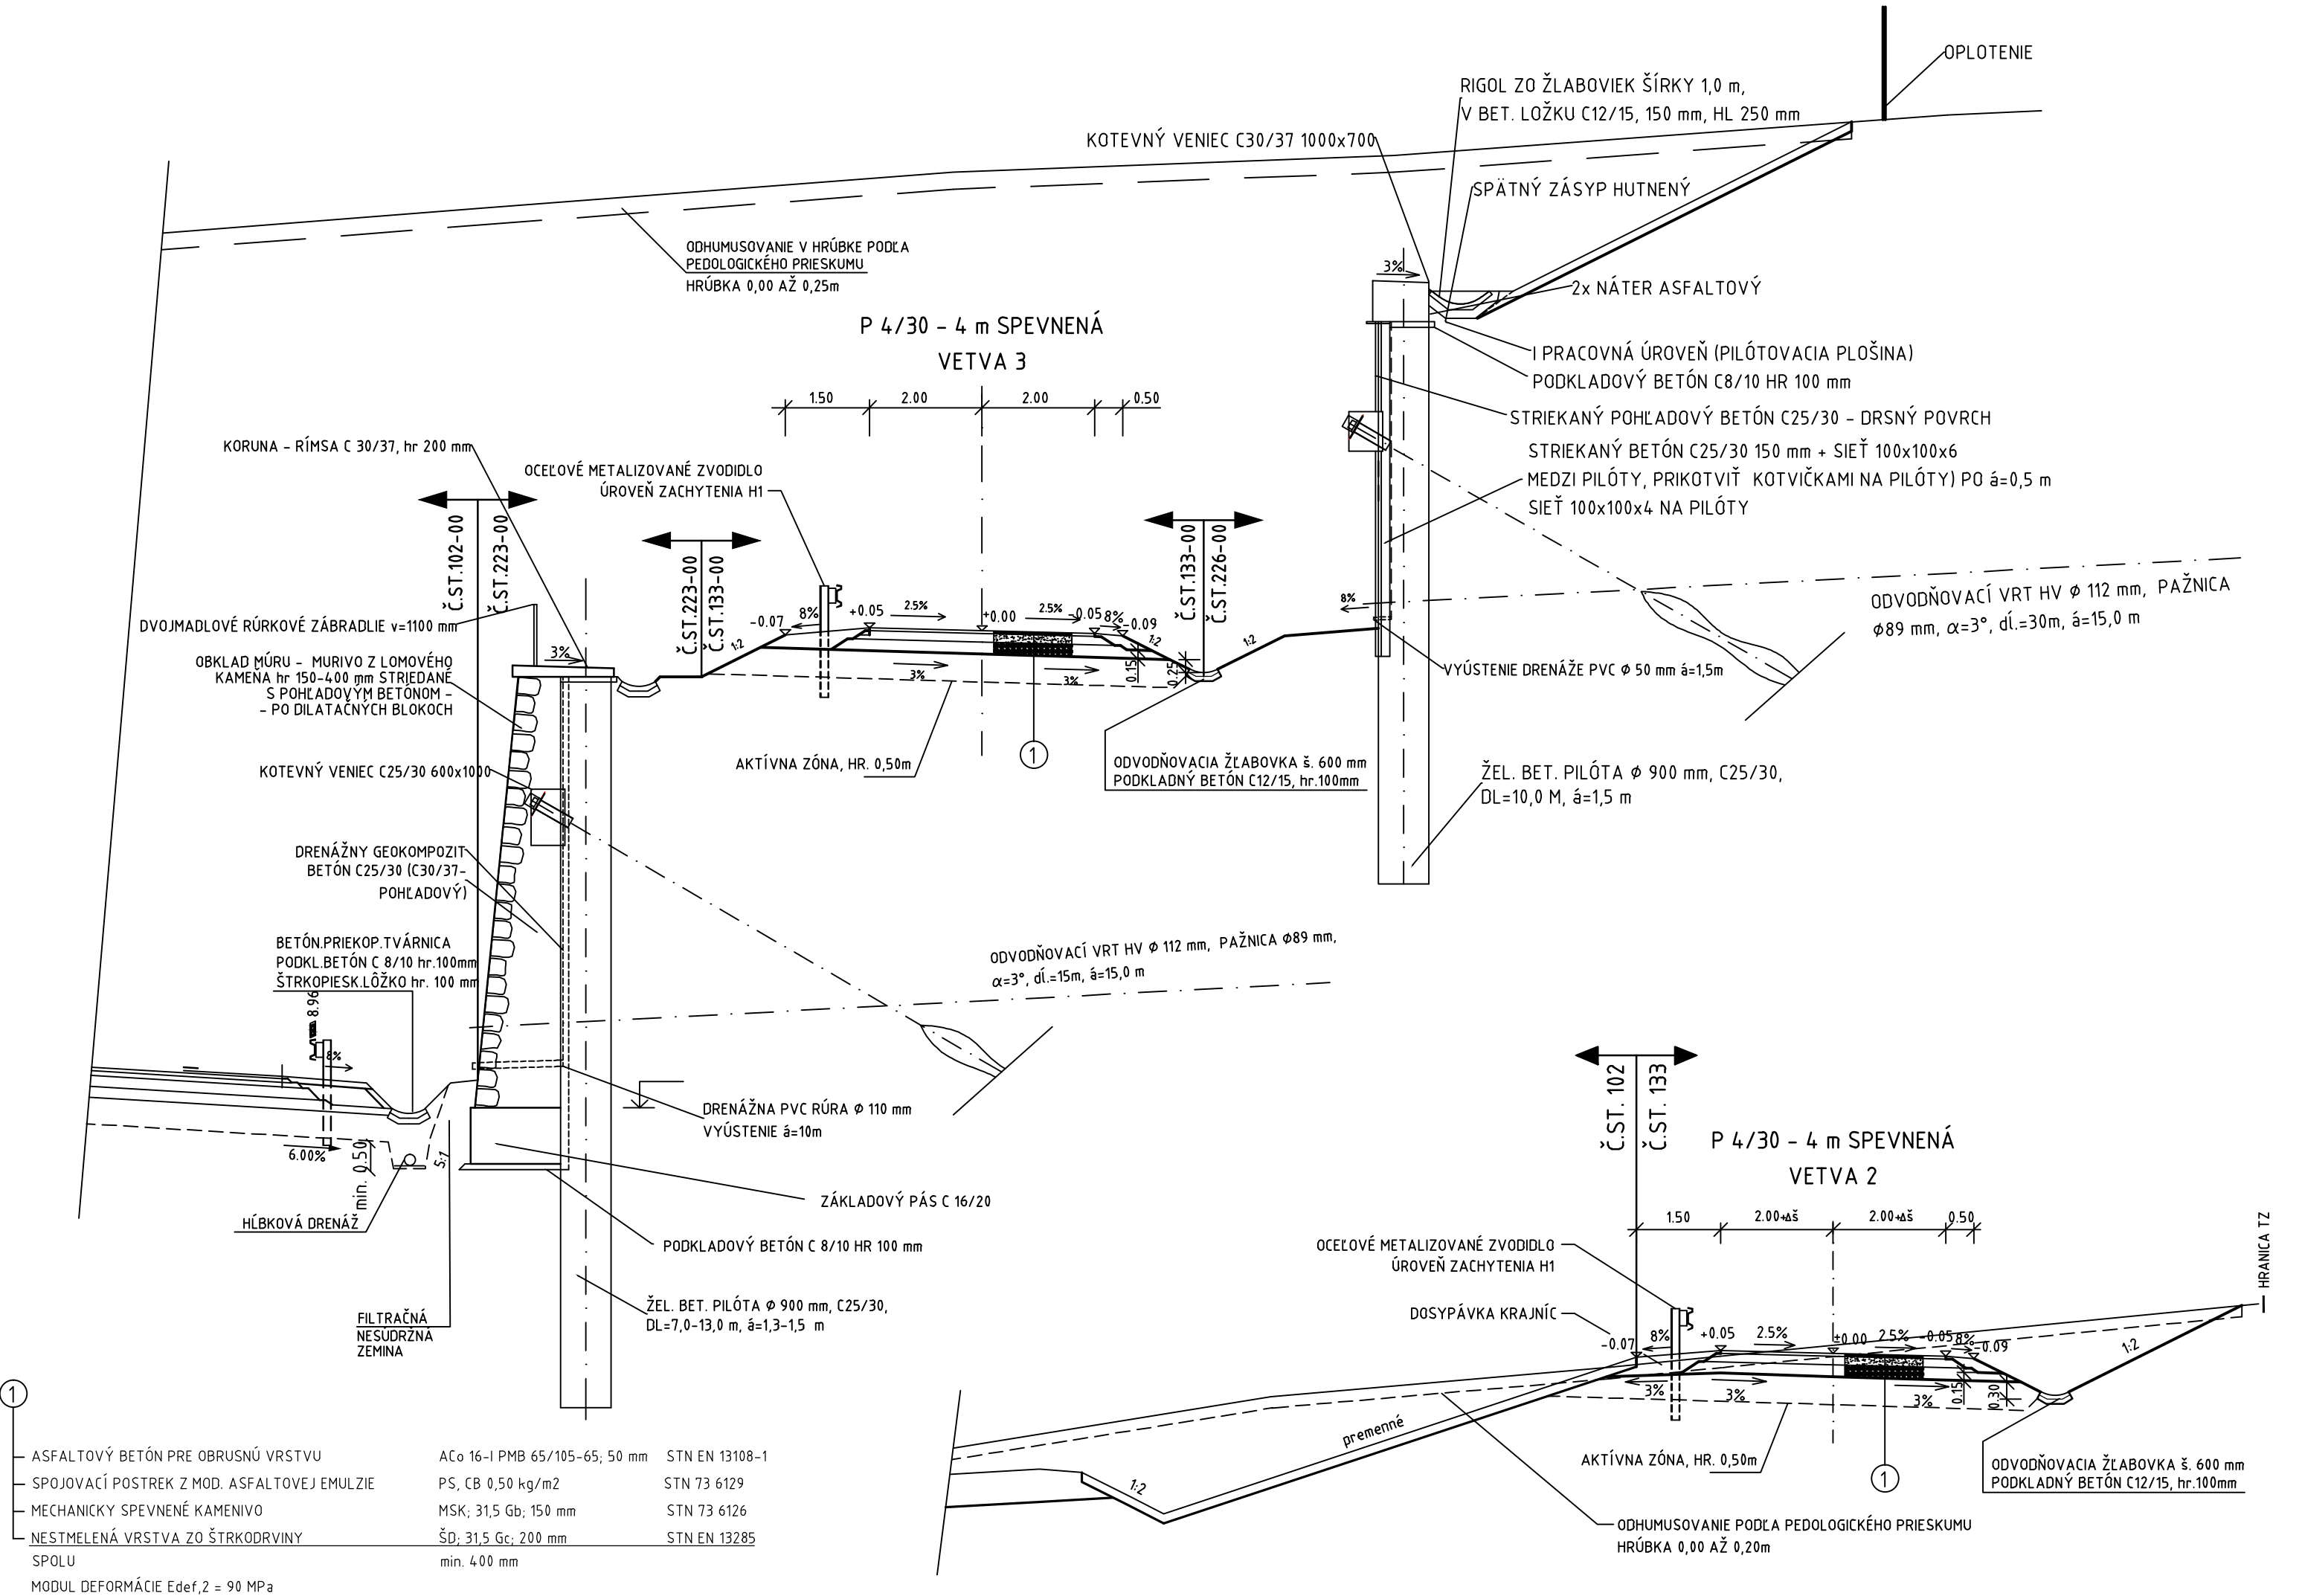 OPLOTENIE
RIGOL ZO ŽLABOVIEK ŠÍRKY 1,0 m,
V BET. LOŽKU C12/15, 150 mm, HL 250 mm
KOTEVNÝ VENIEC C30/37 1000x700
SPÄTNÝ ZÁSYP HUTNENÝ
ODHUMUSOVANIE V HRÚBKE PODĽA
PEDOLOGICKÉHO PRIESKUMU
HRÚBKA 0,00 AŽ 0,25m
3%
2x NÁTER ASFALTOVÝ
P 4/30 - 4 m SPEVNENÁ
VETVA 3
I PRACOVNÁ ÚROVEŇ (PILÓTOVACIA PLOŠINA)
PODKLADOVÝ BETÓN C8/10 HR 100 mm
1.50
2.00
2.00
0.50
STRIEKANÝ POHĽADOVÝ BETÓN C25/30 - DRSNÝ POVRCH
STRIEKANÝ BETÓN C25/30 150 mm + SIEŤ 100x100x6
MEDZI PILÓTY, PRIKOTVIŤ KOTVIČKAMI NA PILÓTY) PO á=0,5 m
SIEŤ 100x100x4 NA PILÓTY
KORUNA - RÍMSA C 30/37, hr 200 mm
OCEĽOVÉ METALIZOVANÉ ZVODIDLO
ÚROVEŇ ZACHYTENIA H1
Č.ST.102-00
Č.ST.223-00
Č.ST.223-00
Č.ST.133-00
Č.ST.133-00
Č.ST.226-00
ODVODŇOVACÍ VRT HV φ 112 mm, PAŽNICA
φ89 mm, α=3°, dĺ.=30m, á=15,0 m
8%
-0.07
8%
+0.05
2.5%
±0.00
2.5%
-0.05
8%
-0.09
1:2
1:2
1:2
3%
3%
0.15
0.25
DVOJMADLOVÉ RÚRKOVÉ ZÁBRADLIE v=1100 mm
3%
OBKLAD MÚRU - MURIVO Z LOMOVÉHO
KAMEŇA hr 150-400 mm STRIEDANÉ
S POHĽADOVÝM BETÓNOM -
- PO DILATAČNÝCH BLOKOCH
VYÚSTENIE DRENÁŽE PVC φ 50 mm á=1,5m
AKTÍVNA ZÓNA, HR. 0,50m
1
ODVODŇOVACIA ŽĽABOVKA š. 600 mm
PODKLADNÝ BETÓN C12/15, hr.100mm
KOTEVNÝ VENIEC C25/30 600x1000
ŽEL. BET. PILÓTA φ 900 mm, C25/30,
DL=10,0 M, á=1,5 m
DRENÁŽNY GEOKOMPOZIT
BETÓN C25/30 (C30/37-
POHĽADOVÝ)
BETÓN.PRIEKOP.TVÁRNICA
PODKL.BETÓN C 8/10 hr.100mm
ŠTRKOPIESK.LÔŽKO hr. 100 mm
8.96
8%
ODVODŇOVACÍ VRT HV φ 112 mm, PAŽNICA φ89 mm,
α=3°, dĺ.=15m, á=15,0 m
DRENÁŽNA PVC RÚRA φ 110 mm
VYÚSTENIE á=10m
6.00%
min. 0.50
5:1
HĹBKOVÁ DRENÁŽ
ZÁKLADOVÝ PÁS C 16/20
PODKLADOVÝ BETÓN C 8/10 HR 100 mm
FILTRAČNÁ
NESÚDRŽNÁ
ZEMINA
ŽEL. BET. PILÓTA φ 900 mm, C25/30,
DL=7,0-13,0 m, á=1,3-1,5 m
Č.ST. 102
Č.ST. 133
P 4/30 - 4 m SPEVNENÁ
VETVA 2
1.50
2.00+Δš
2.00+Δš
0.50
HRANICA TZ
OCEĽOVÉ METALIZOVANÉ ZVODIDLO
ÚROVEŇ ZACHYTENIA H1
DOSYPÁVKA KRAJNÍC
-0.07
8%
+0.05
2.5%
±0.00
2.5%
-0.05
8%
-0.09
1:2
3%
3%
3%
0.15
0.30
premenné
1:2
AKTÍVNA ZÓNA, HR. 0,50m
1
ODVODŇOVACIA ŽĽABOVKA š. 600 mm
PODKLADNÝ BETÓN C12/15, hr.100mm
ODHUMUSOVANIE PODĽA PEDOLOGICKÉHO PRIESKUMU
HRÚBKA 0,00 AŽ 0,20m
1
ASFALTOVÝ BETÓN PRE OBRUSNÚ VRSTVU ACo 16-I PMB 65/105-65; 50 mm STN EN 13108-1
SPOJOVACÍ POSTREK Z MOD. ASFALTOVEJ EMULZIE PS, CB 0,50 kg/m2 STN 73 6129
MECHANICKY SPEVNENÉ KAMENIVO MSK; 31,5 Gb; 150 mm STN 73 6126
NESTMELENÁ VRSTVA ZO ŠTRKODRVINY ŠD; 31,5 Gc; 200 mm STN EN 13285
SPOLU min. 400 mm
MODUL DEFORMÁCIE Edef,2 = 90 MPa